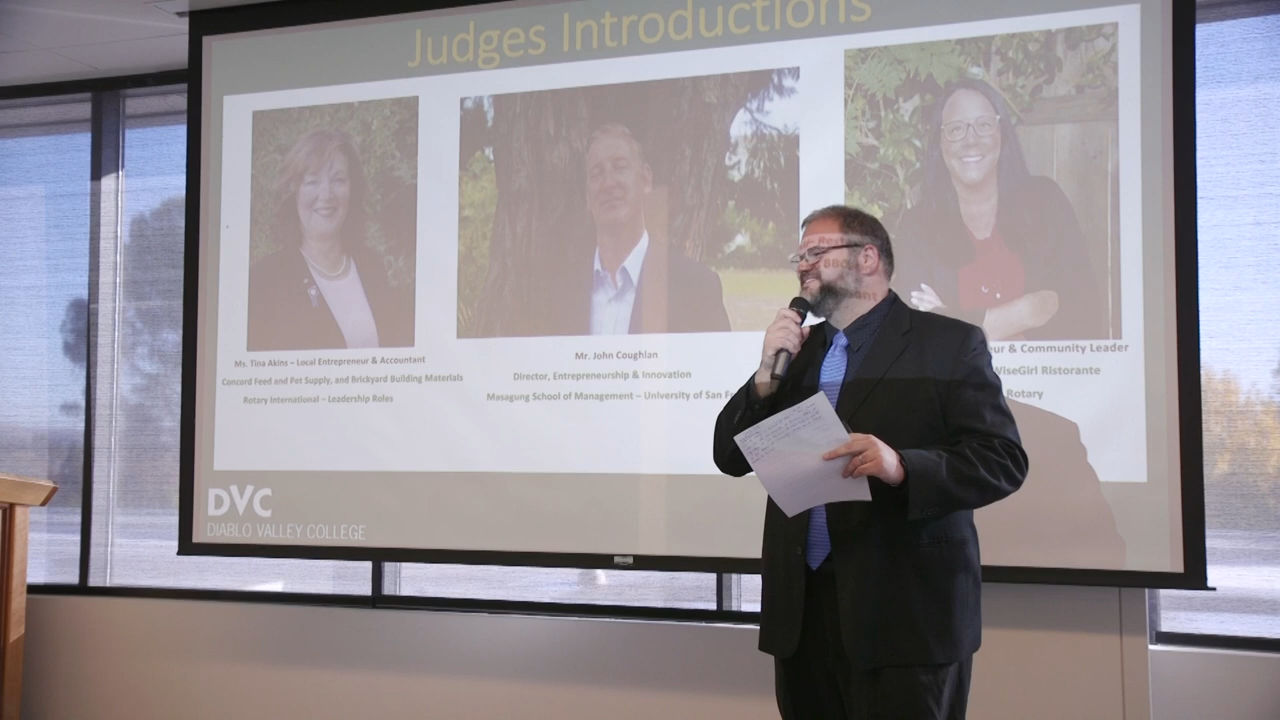 Judges Introductions
Ms. Tina Akins – Local Entrepreneur & Accountant
Concord Feed and Pet Supply, and Brickyard Building Materials
Rotary International – Leadership Roles
Mr. John Coughlan
Director, Entrepreneurship & Innovation
Masagung School of Management – University of San
& Community Leader
WiseGirl Ristorante
Rotary
DVC
DIABLO VALLEY COLLEGE